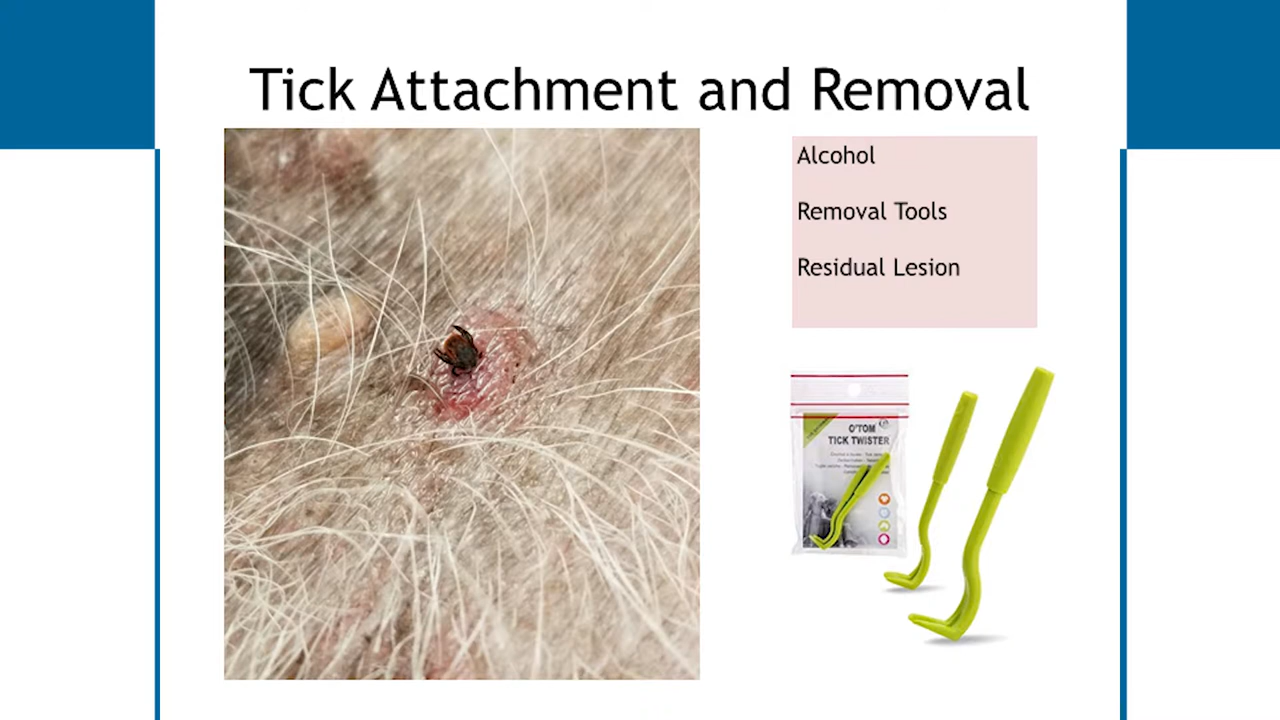 Tick Attachment and Removal
Alcohol
Removal Tools
Residual Lesion
O'TOM
TICK TWISTER